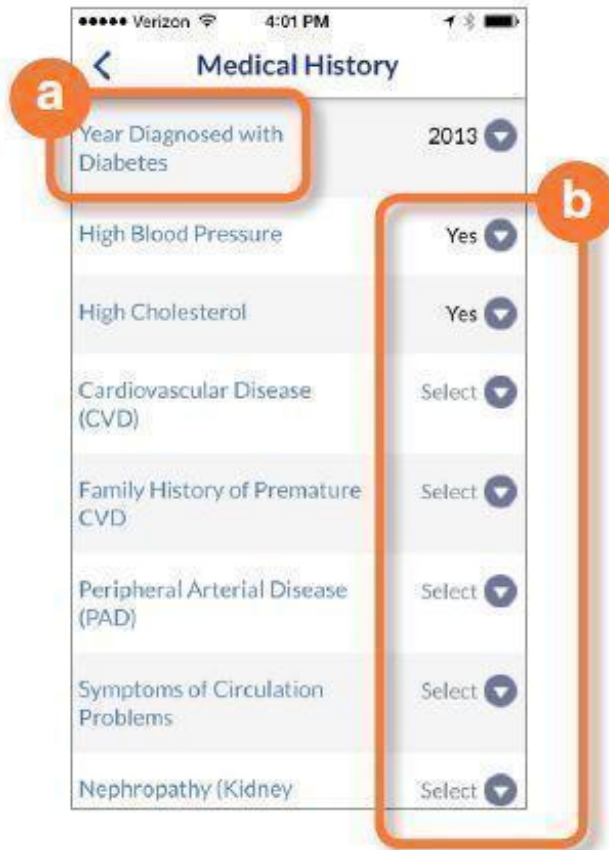 Verizon 4:01 PM
Medical History
a
Year Diagnosed with
Diabetes
2013
b
High Blood Pressure
Yes
High Cholesterol
Yes
Cardiovascular Disease
(CVD)
Select
Family History of Premature
CVD
Select
Peripheral Arterial Disease
(PAD)
Select
Symptoms of Circulation
Problems
Select
Nephropathy (Kidney
Select